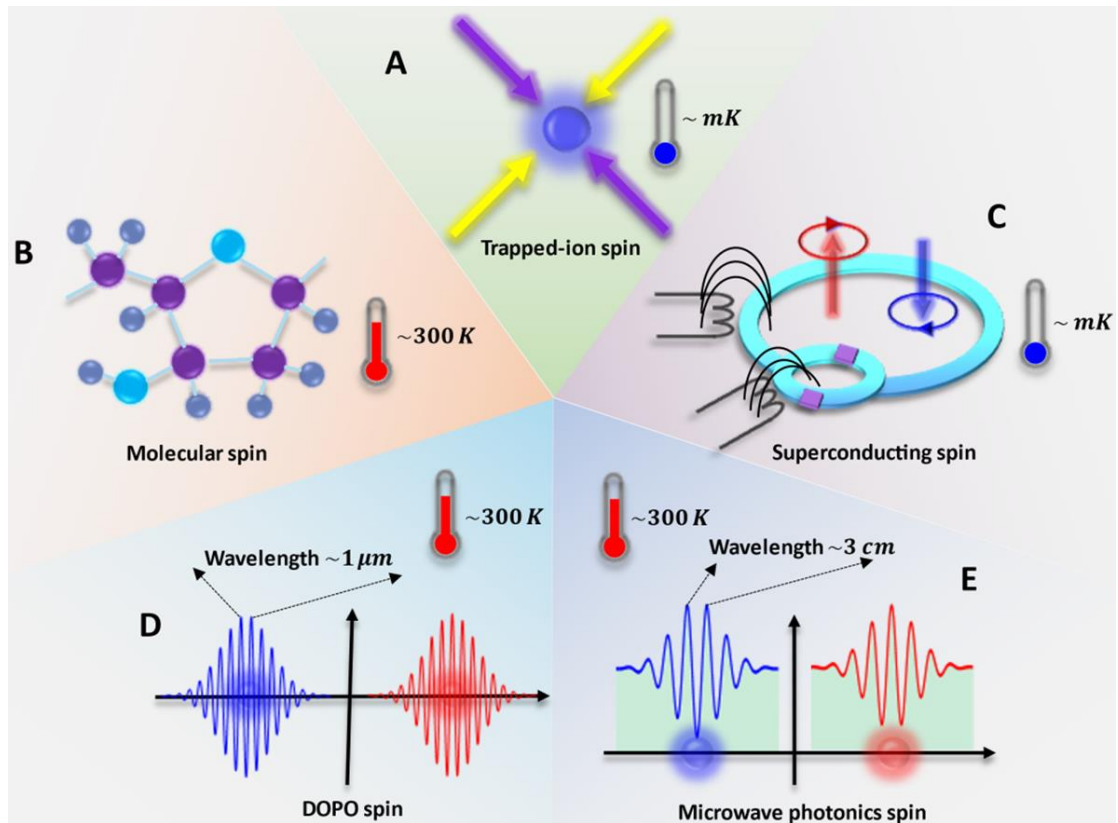 A
~ mK
Trapped-ion spin
B
~300 K
Molecular spin
C
~ mK
Superconducting spin
~300 K
Wavelength ~1 μm
D
DOPO spin
~300 K
Wavelength ~3 cm
E
Microwave photonics spin